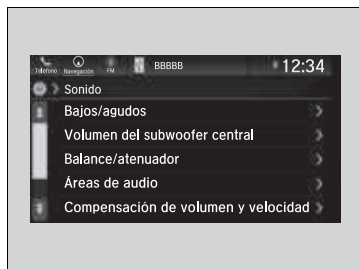 Teléfono Navegación FM BBBBB 12:34
Sonido
Bajos/agudos
Volumen del subwoofer central
Balance/atenuador
Áreas de audio
Compensación de volumen y velocidad